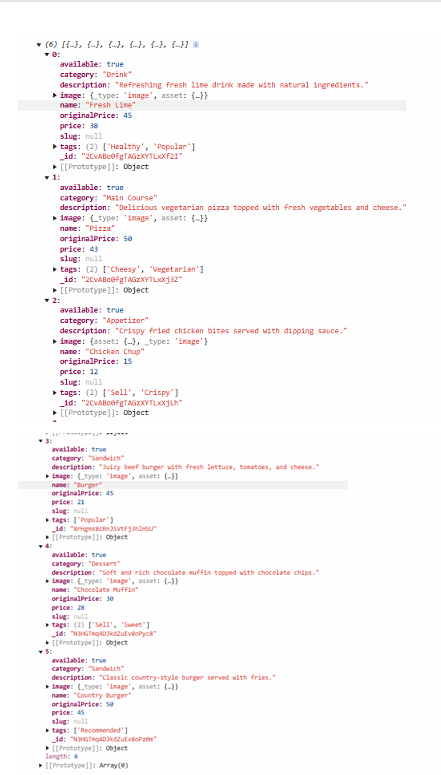 (6) [{…}, {…}, {…}, {…}, {…}, {…}]
0:
available: true
category: "Drink"
description: "Refreshing fresh lime drink made with natural ingredients."
image: {_type: 'image', asset: {…}}
name: "Fresh Lime"
originalPrice: 45
price: 38
slug: null
tags: (2) ['Healthy', 'Popular']
_id: "2CvABo0fgTAGzXYTLxXf21"
[[Prototype]]: Object
1:
available: true
category: "Main Course"
description: "Delicious vegetarian pizza topped with fresh vegetables and cheese."
image: {_type: 'image', asset: {…}}
name: "Pizza"
originalPrice: 50
price: 43
slug: null
tags: (2) ['Cheesy', 'Vegetarian']
_id: "2CvABo0fgTAGzXYTLxXj3Z"
[[Prototype]]: Object
2:
available: true
category: "Appetizer"
description: "Crispy fried chicken bites served with dipping sauce."
image: {asset: {…}, _type: 'image'}
name: "Chicken Chup"
originalPrice: 15
price: 12
slug: null
tags: (2) ['Sell', 'Crispy']
_id: "2CvABo0fgTAGzXYTLxXjLh"
[[Prototype]]: Object
3:
available: true
category: "Sandwich"
description: "Juicy beef burger with fresh lettuce, tomatoes, and cheese."
image: {_type: 'image', asset: {…}}
name: "Burger"
originalPrice: 45
price: 21
slug: null
tags: ['Popular']
_id:
[[Prototype]]: Object
4:
available: true
category: "Dessert"
description: "Soft and rich chocolate muffin topped with chocolate chips."
image: {_type: 'image', asset: {…}}
name: "Chocolate Muffin"
originalPrice: 30
price: 28
slug: null
tags: (2) ['Sell', 'Sweet']
_id: "N3HGTmq4DJkdZuEv8oPyc8"
[[Prototype]]: Object
5:
available: true
category: "Sandwich"
description: "Classic country-style burger served with fries."
image: {_type: 'image', asset: {…}}
name: "Country Burger"
originalPrice: 50
price: 45
slug: null
tags: ['Recommended']
_id: "N3HGTmq4DJkdZuEv8oPz0m"
[[Prototype]]: Object
length: 6
[[Prototype]]: Array(0)